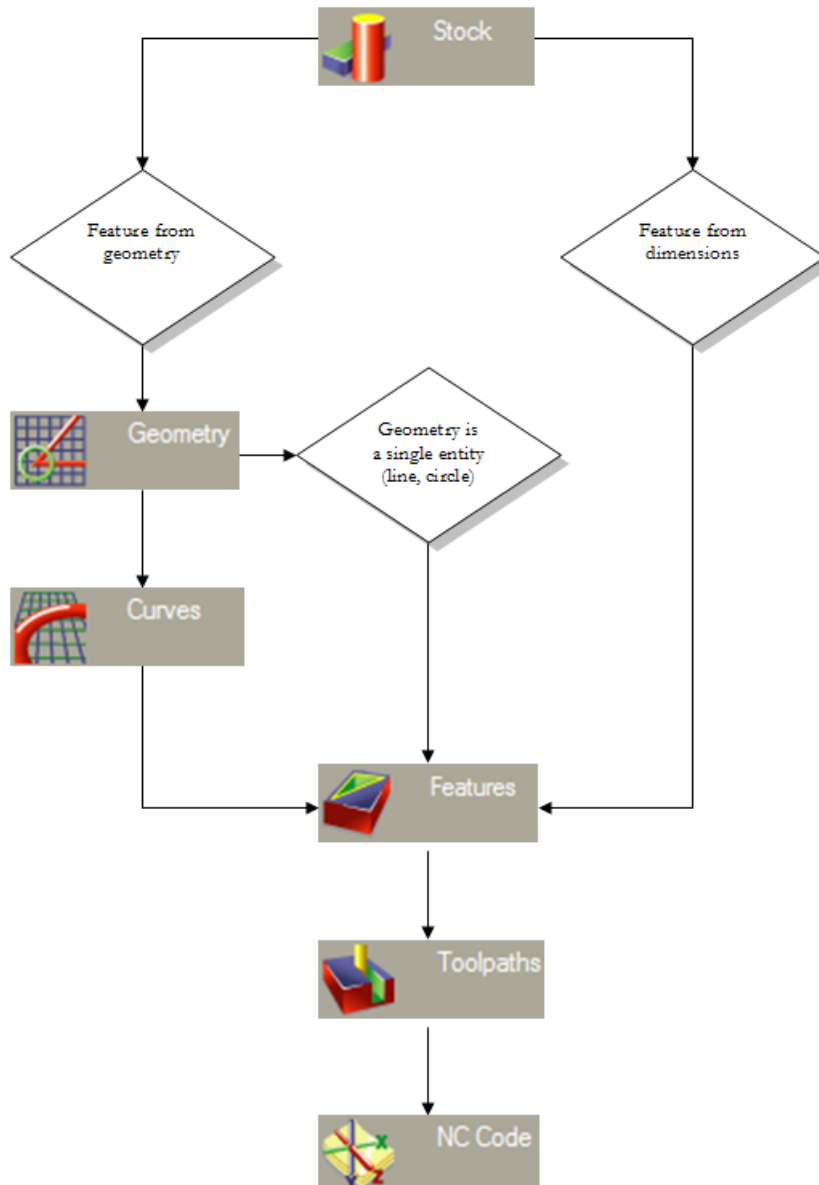 Stock
Feature from
geometry
Feature from
dimensions
Geometry
Geometry is
a single entity
(line, circle)
Curves
Features
Toolpaths
NC Code
X
Y
Z